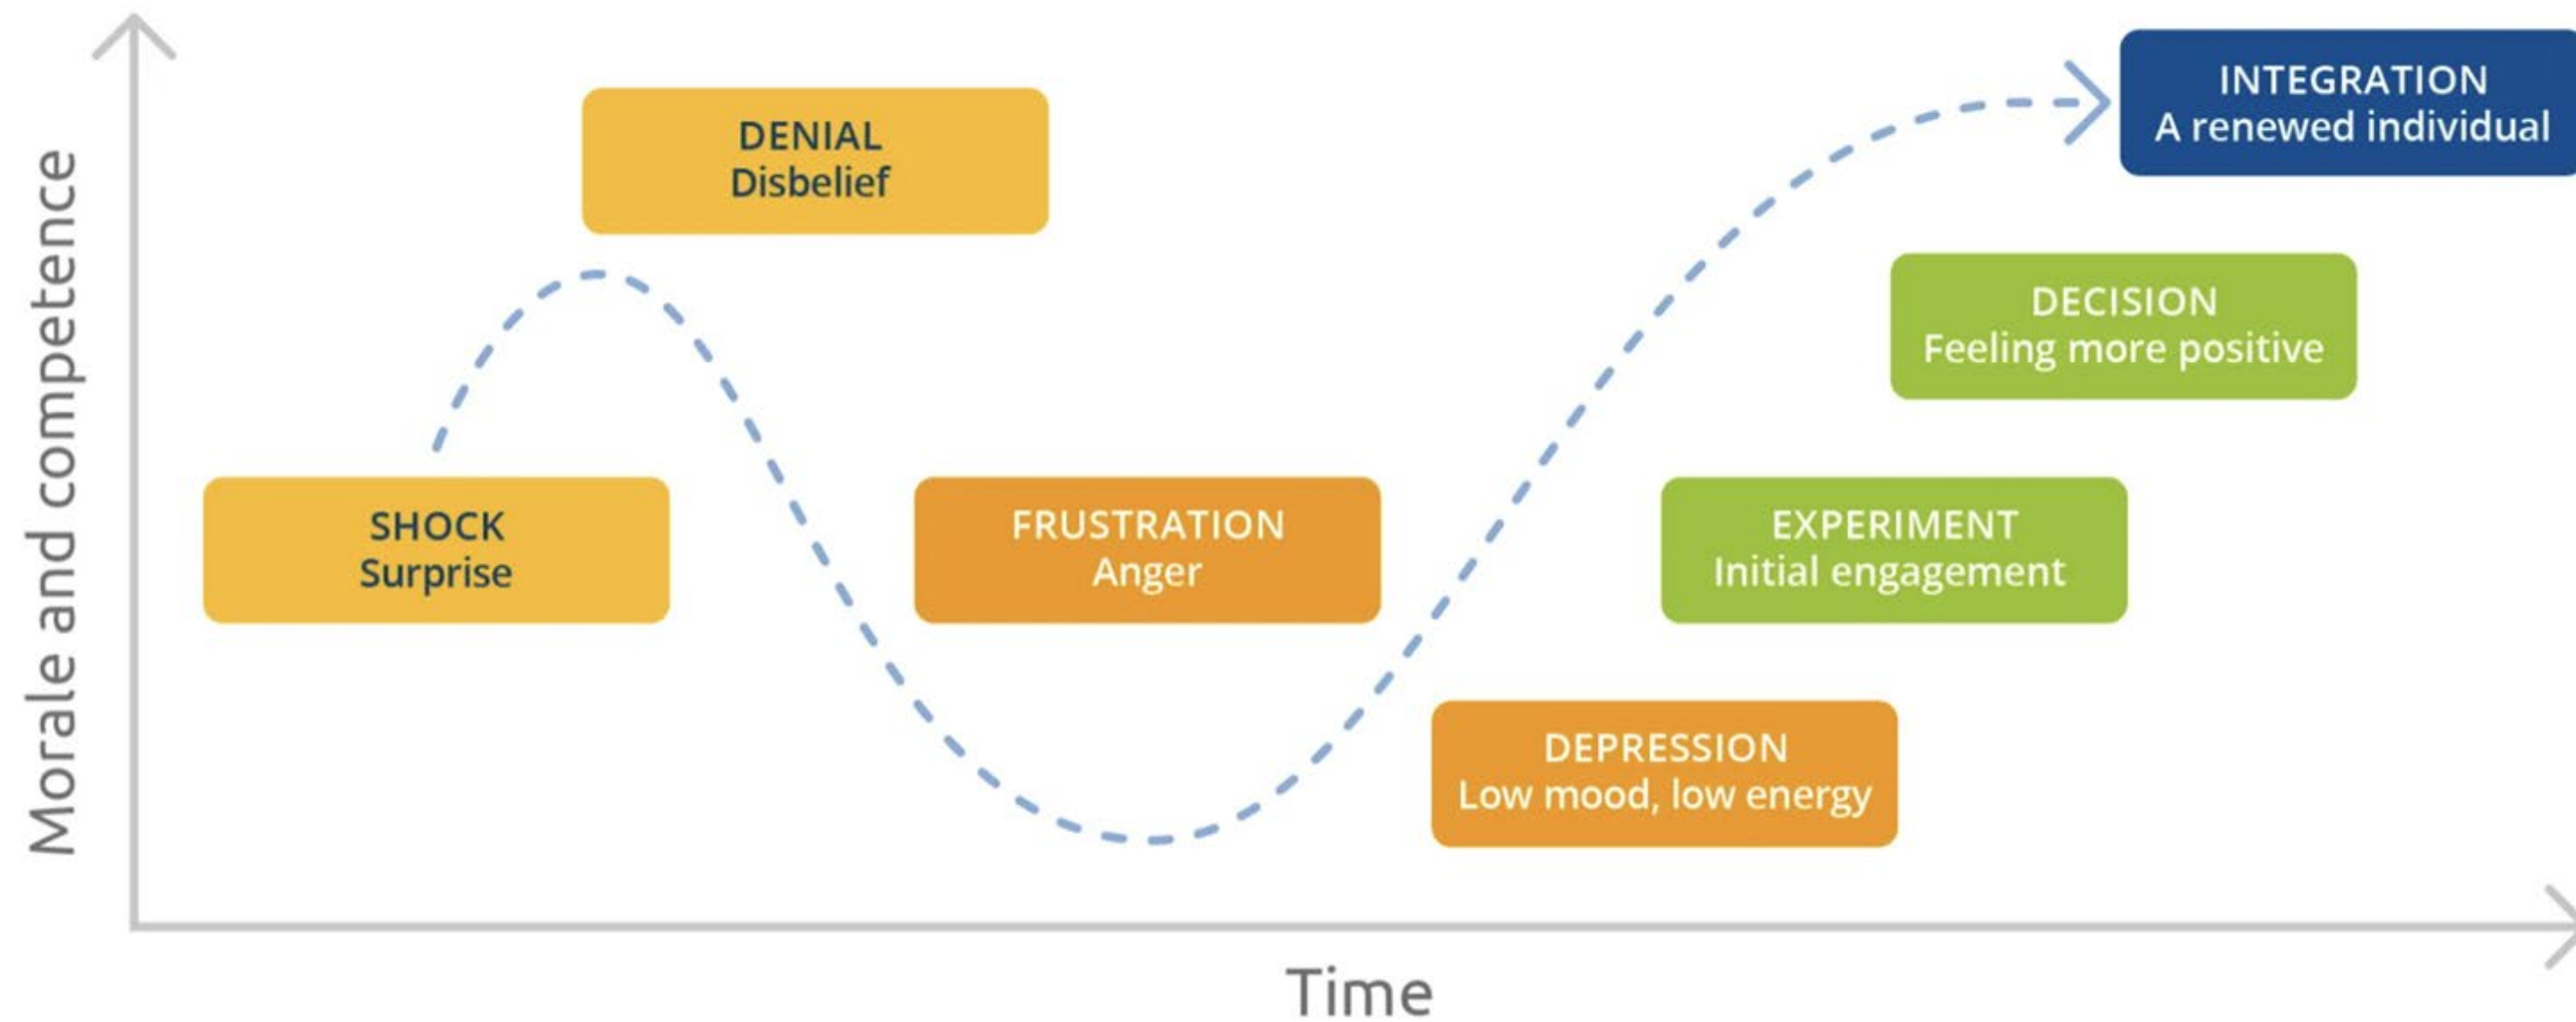 Morale and competence
SHOCK
Surprise
DENIAL
Disbelief
FRUSTRATION
Anger
DEPRESSION
Low mood, low energy
EXPERIMENT
Initial engagement
DECISION
Feeling more positive
INTEGRATION
A renewed individual
Time